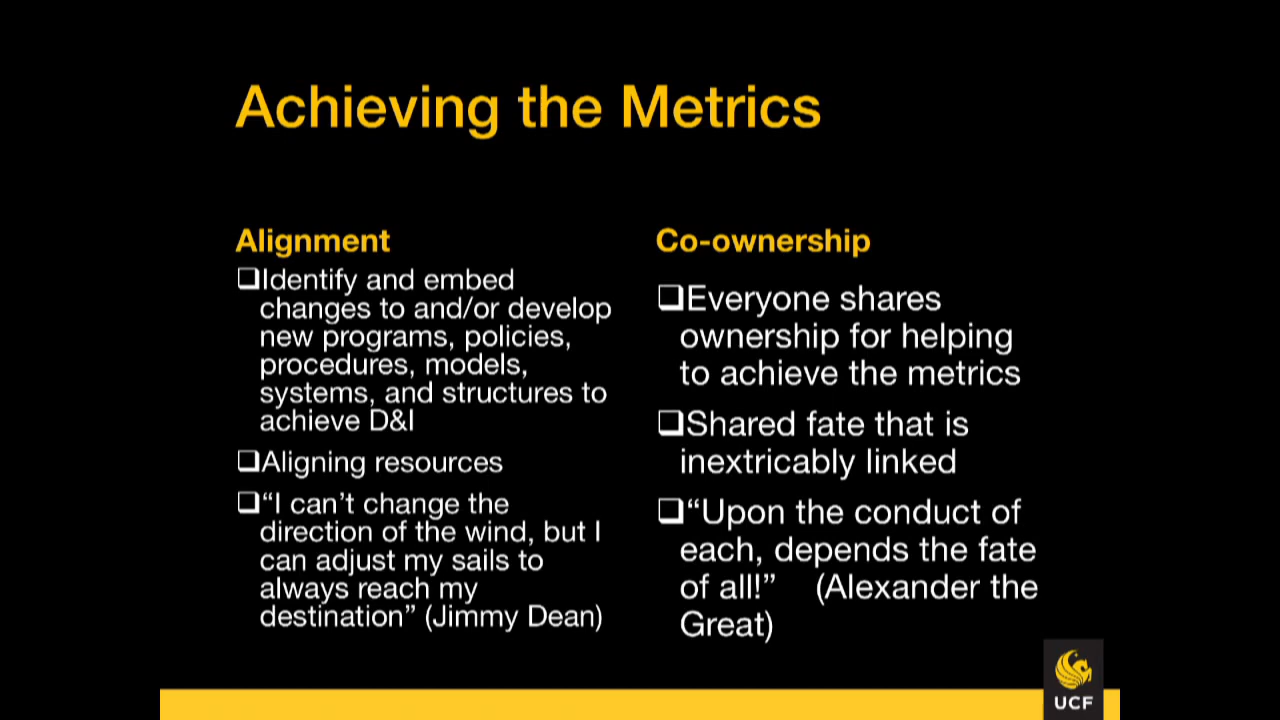 Achieving the Metrics
Alignment
❑Identify and embed
changes to and/or develop
new programs, policies,
procedures, models,
systems, and structures to
achieve D&I
❑Aligning resources
❑“I can’t change the
direction of the wind, but I
can adjust my sails to
always reach my
destination” (Jimmy Dean)
Co-ownership
❑Everyone shares
ownership for helping
to achieve the metrics
❑Shared fate that is
inextricably linked
❑“Upon the conduct of
each, depends the fate
of all!” (Alexander the
Great)
UCF